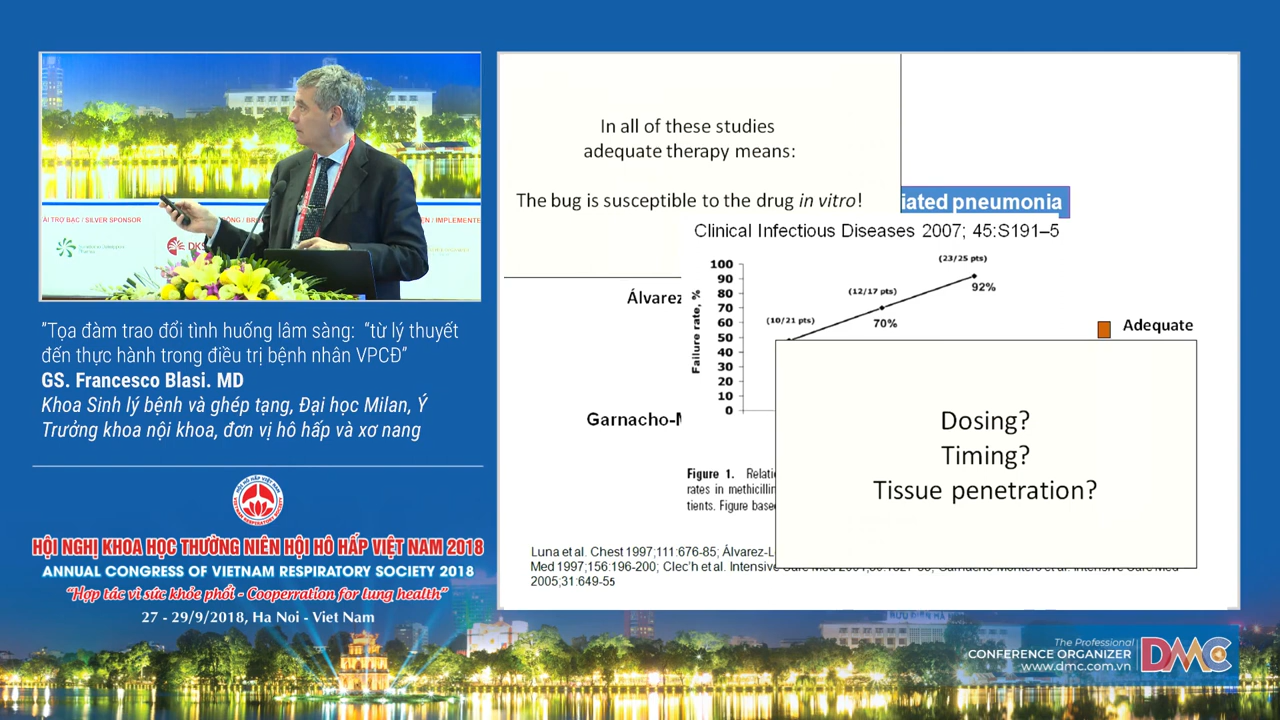 ÀI TRỢ BẠC / SILVER SPONSOR
DKS
"Tọa đàm trao đổi tình huống lâm sàng: "từ lý thuyết
đến thực hành trong điều trị bệnh nhân VPCĐ"
GS. Francesco Blasi. MD
Khoa Sinh lý bệnh và ghép tạng, Đại học Milan, Ý
Trưởng khoa nội khoa, đơn vị hô hấp và xơ nang
HỘI NGHỊ KHOA HỌC THƯỜNG NIÊN HỘI HÔ HẤP VIỆT NAM 2018
ANNUAL CONGRESS OF VIETNAM RESPIRATORY SOCIETY 2018
"Hợp tác vì sức khỏe phổi - Cooperration for lung health"
27 - 29/9/2018, Ha Noi - Viet Nam
In all of these studies
adequate therapy means:
The bug is susceptible to the drug in vitro!
iated pneumonia
Clinical Infectious Diseases 2007; 45:S191–5
Failure rate, %
100
90
80
70
60
50
40
30
20
10
0
(10/21 pts)
(12/17 pts)
70%
(23/25 pts)
92%
Adequate
Álvarez
Garnacho-M
Dosing?
Timing?
Tissue penetration?
Figure 1. Relati
rates in methicillin
tients. Figure base
Luna et al. Chest 1997;111:676-85; Álvarez-L
Med 1997;156:196-200; Clec'h et al. Intensive
2005;31:649-55
The Professional
CONFERENCE ORGANIZER
www.dmc.com.vn
DMC